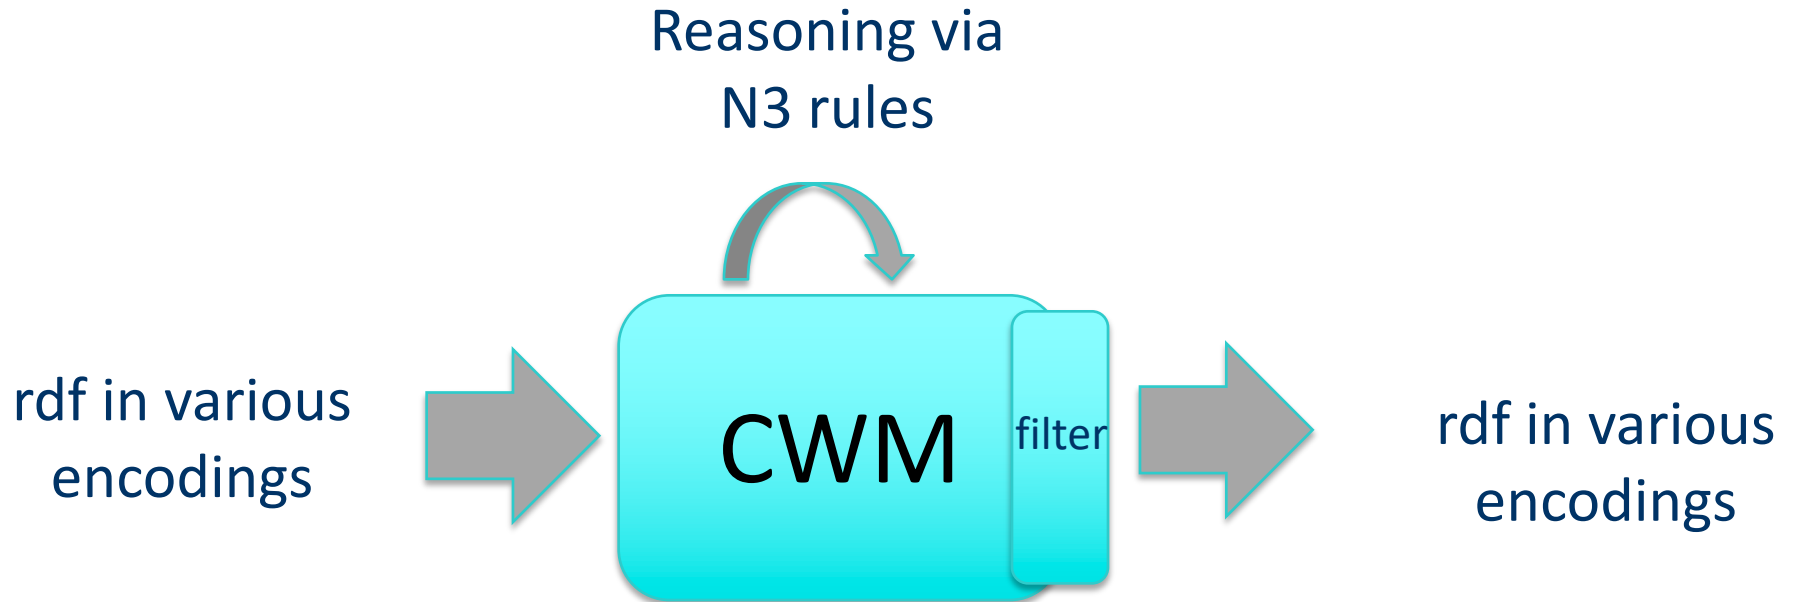 Reasoning via
N3 rules
rdf in various
encodings
CWM
filter
rdf in various
encodings